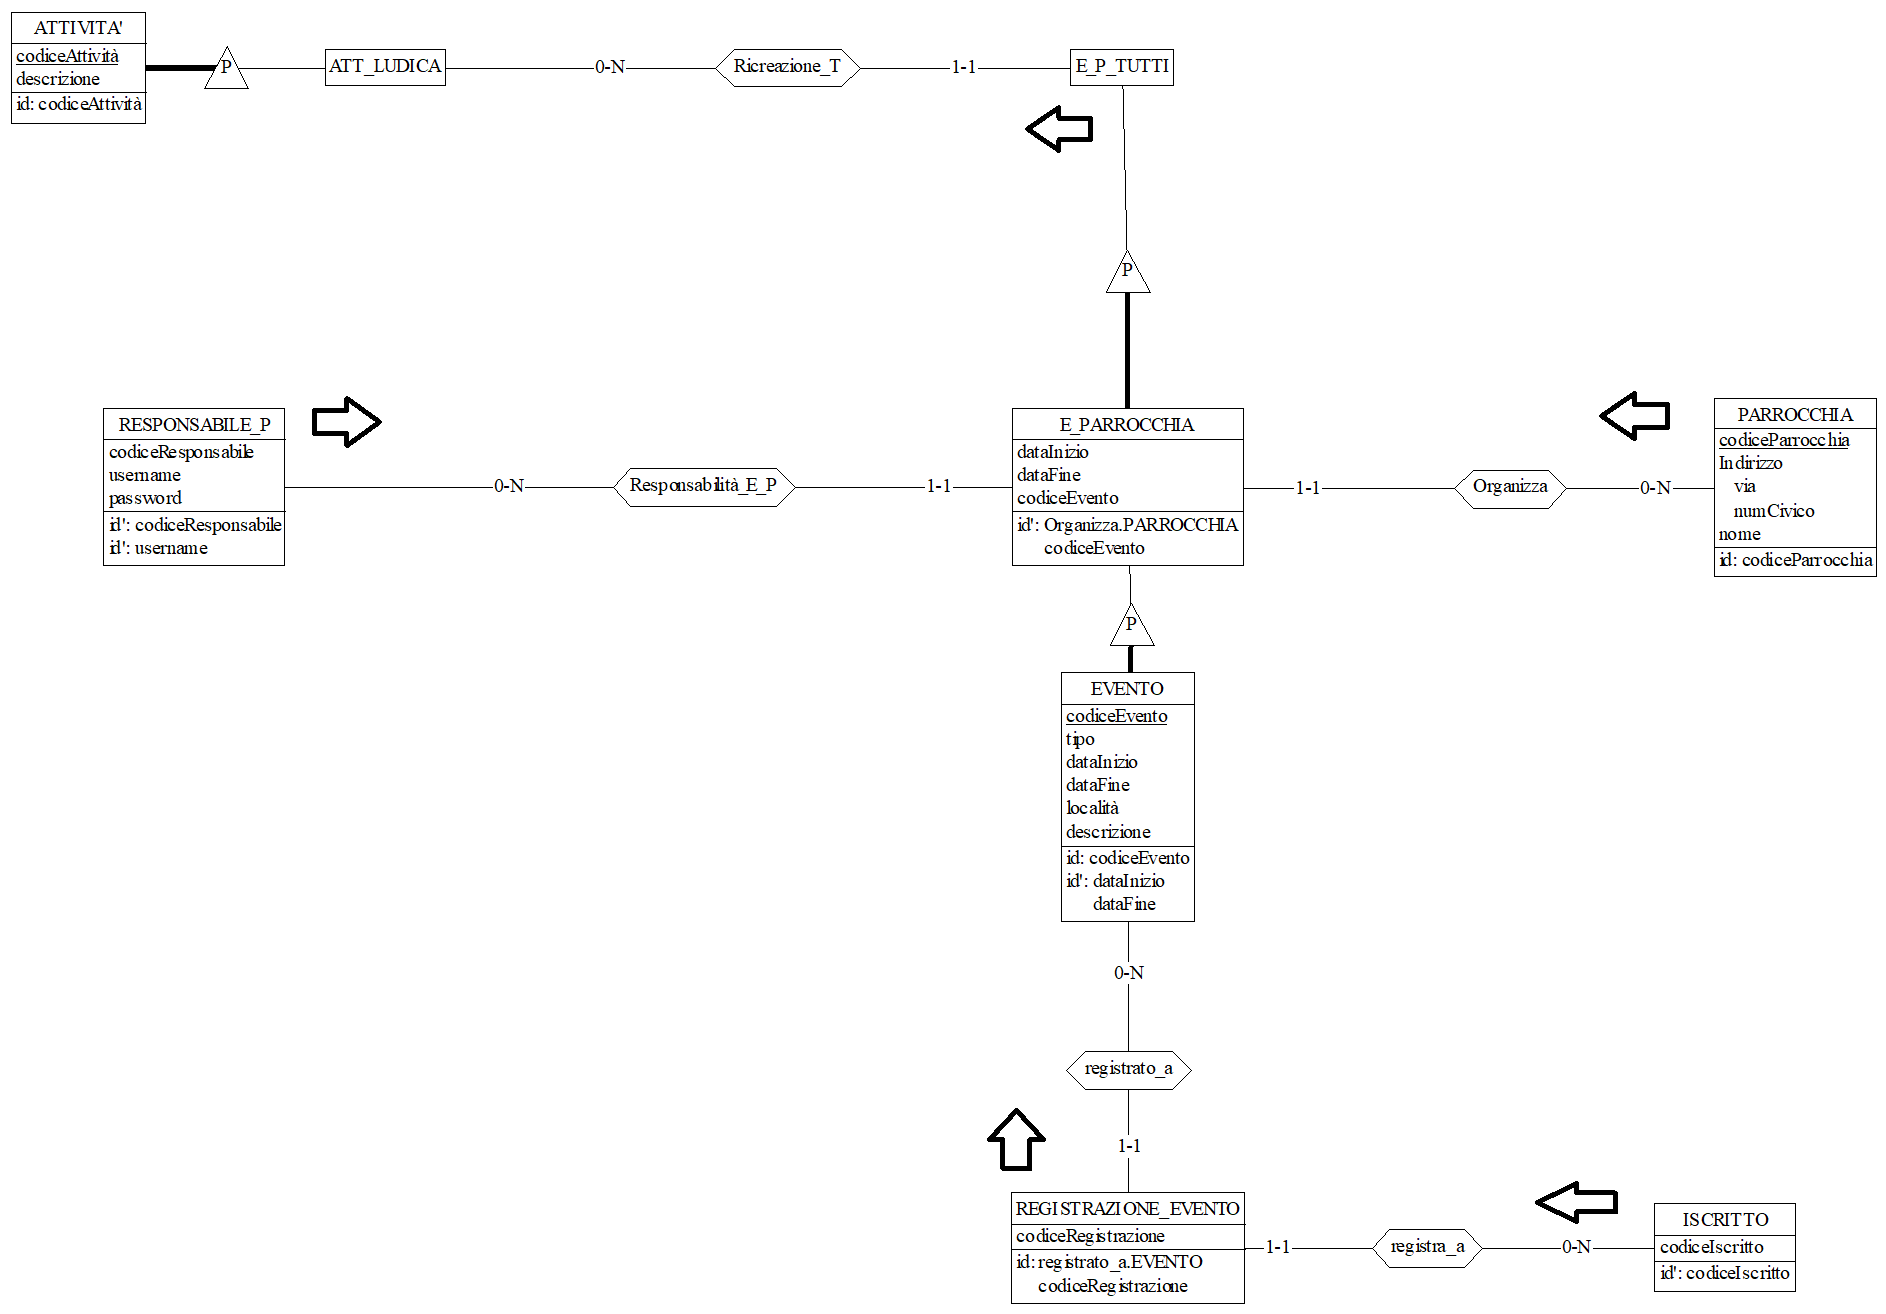 ATTIVITA'
codiceAttività
descrizione
id: codiceAttività
P
ATT_LUDICA
0-N
Ricreazione_T
1-1
E_P_TUTTI
P
RESPONSABILE_P
codiceResponsabile
username
password
id': codiceResponsabile
id': username
0-N
Responsabilità_E_P
1-1
E_PARROCCHIA
dataInizio
dataFine
codiceEvento
id': Organizza.PARROCCHIA
codiceEvento
1-1
Organizza
0-N
PARROCCHIA
codiceParrocchia
Indirizzo
via
numCivico
nome
id: codiceParrocchia
P
EVENTO
codiceEvento
tipo
dataInizio
dataFine
località
descrizione
id: codiceEvento
id': dataInizio
dataFine
0-N
registrato_a
1-1
REGISTRAZIONE_EVENTO
codiceRegistrazione
id: registrato_a.EVENTO
codiceRegistrazione
1-1
registra_a
0-N
ISCRITTO
codiceIscritto
id': codiceIscritto